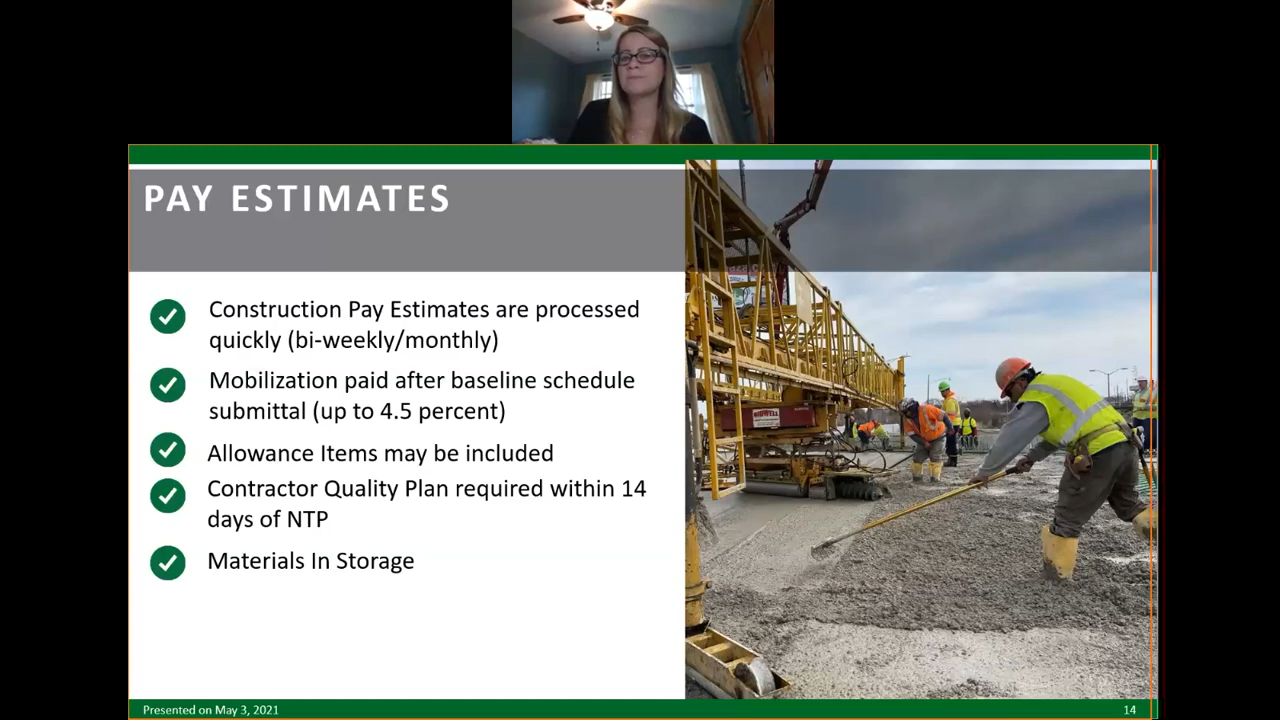 PAY ESTIMATES
Construction Pay Estimates are processed
quickly (bi-weekly/monthly)
Mobilization paid after baseline schedule
submittal (up to 4.5 percent)
Allowance Items may be included
Contractor Quality Plan required within 14
days of NTP
Materials In Storage
BIDWELL
Presented on May 3, 2021
14